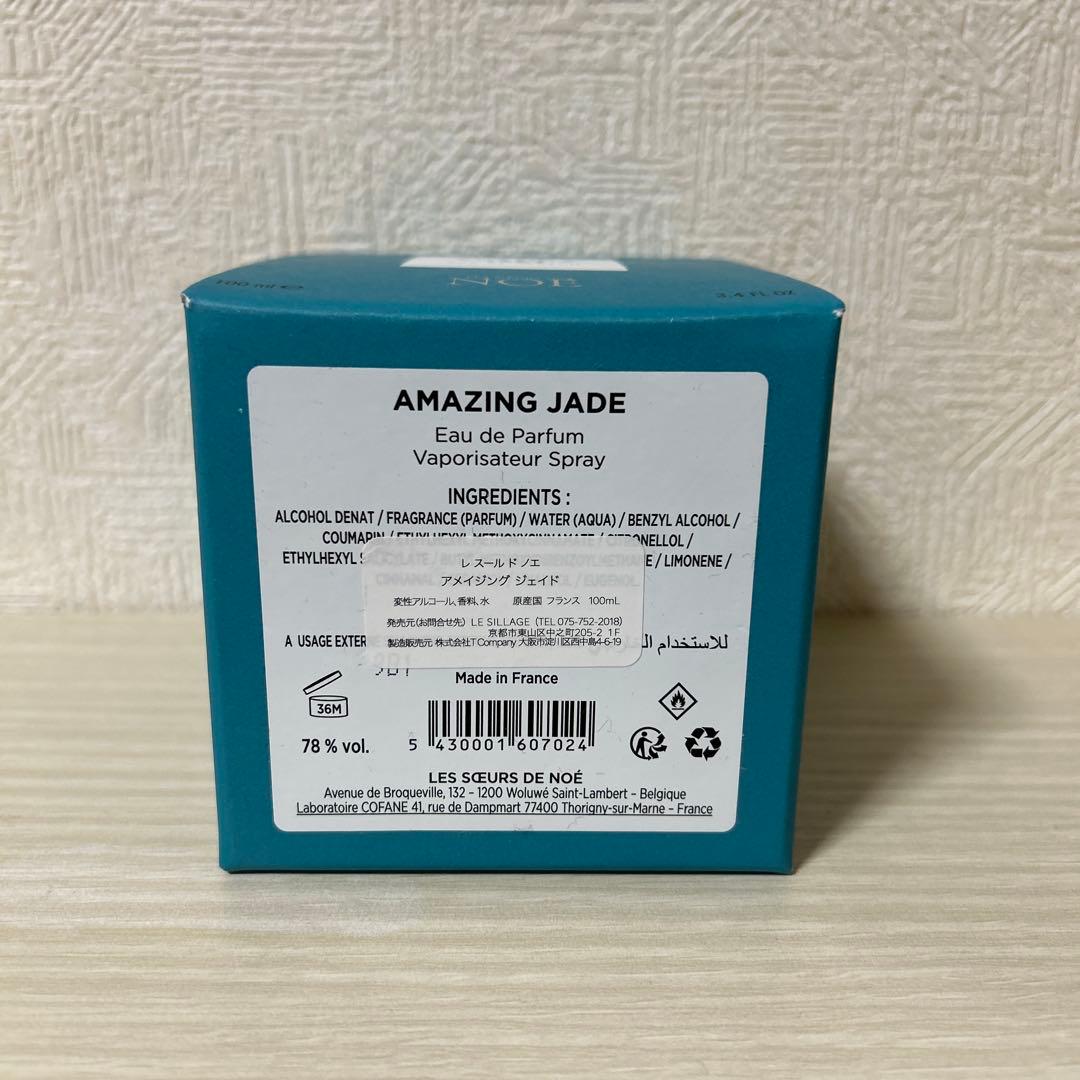 100 ml e
NOÉ
3.4 FL.OZ
AMAZING JADE
Eau de Parfum
Vaporisateur Spray
INGREDIENTS :
ALCOHOL DENAT / FRAGRANCE (PARFUM) / WATER (AQUA) / BENZYL ALCOHOL /
COUMARIN / ETHYLHEXYL METHOXYCINNAMATE / CITRONELLOL /
ETHYLHEXYL SALICYLATE / / LIMONENE /
/ EUGENOL
レ スール ド ノエ
アメイジング ジェイド
変性アルコール、香料、水 原産国 フランス 100mL
発売元(お問合せ先) LE SILLAGE (TEL 075-752-2018)
京都市東山区中之町205-2 1F
製造販売元 株式会社T Company 大阪市淀川区西中島4-6-19
A USAGE
للاستخدام
Made in France
36M
78 % vol.
5 430001 607024
LES SŒURS DE NOÉ
Avenue de Broqueville, 132 – 1200 Woluwé Saint-Lambert – Belgique
Laboratoire COFANE 41, rue de Dampmart 77400 Thorigny-sur-Marne – France